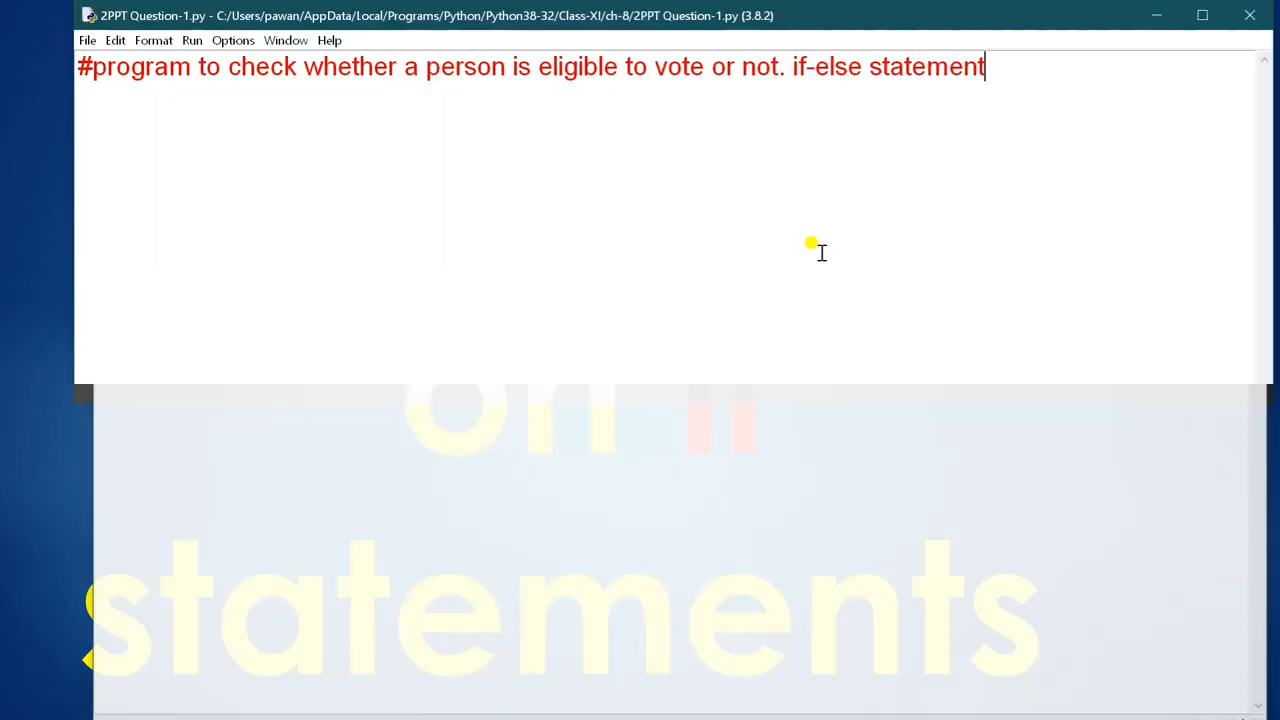 2PPT Question-1.py - C:/Users/pawan/AppData/Local/Programs/Python/Python38-32/Class-XI/ch-8/2PPT Question-1.py (3.8.2)
File Edit Format Run Options Window Help
#program to check whether a person is eligible to vote or not. if-else statement
on if
statements